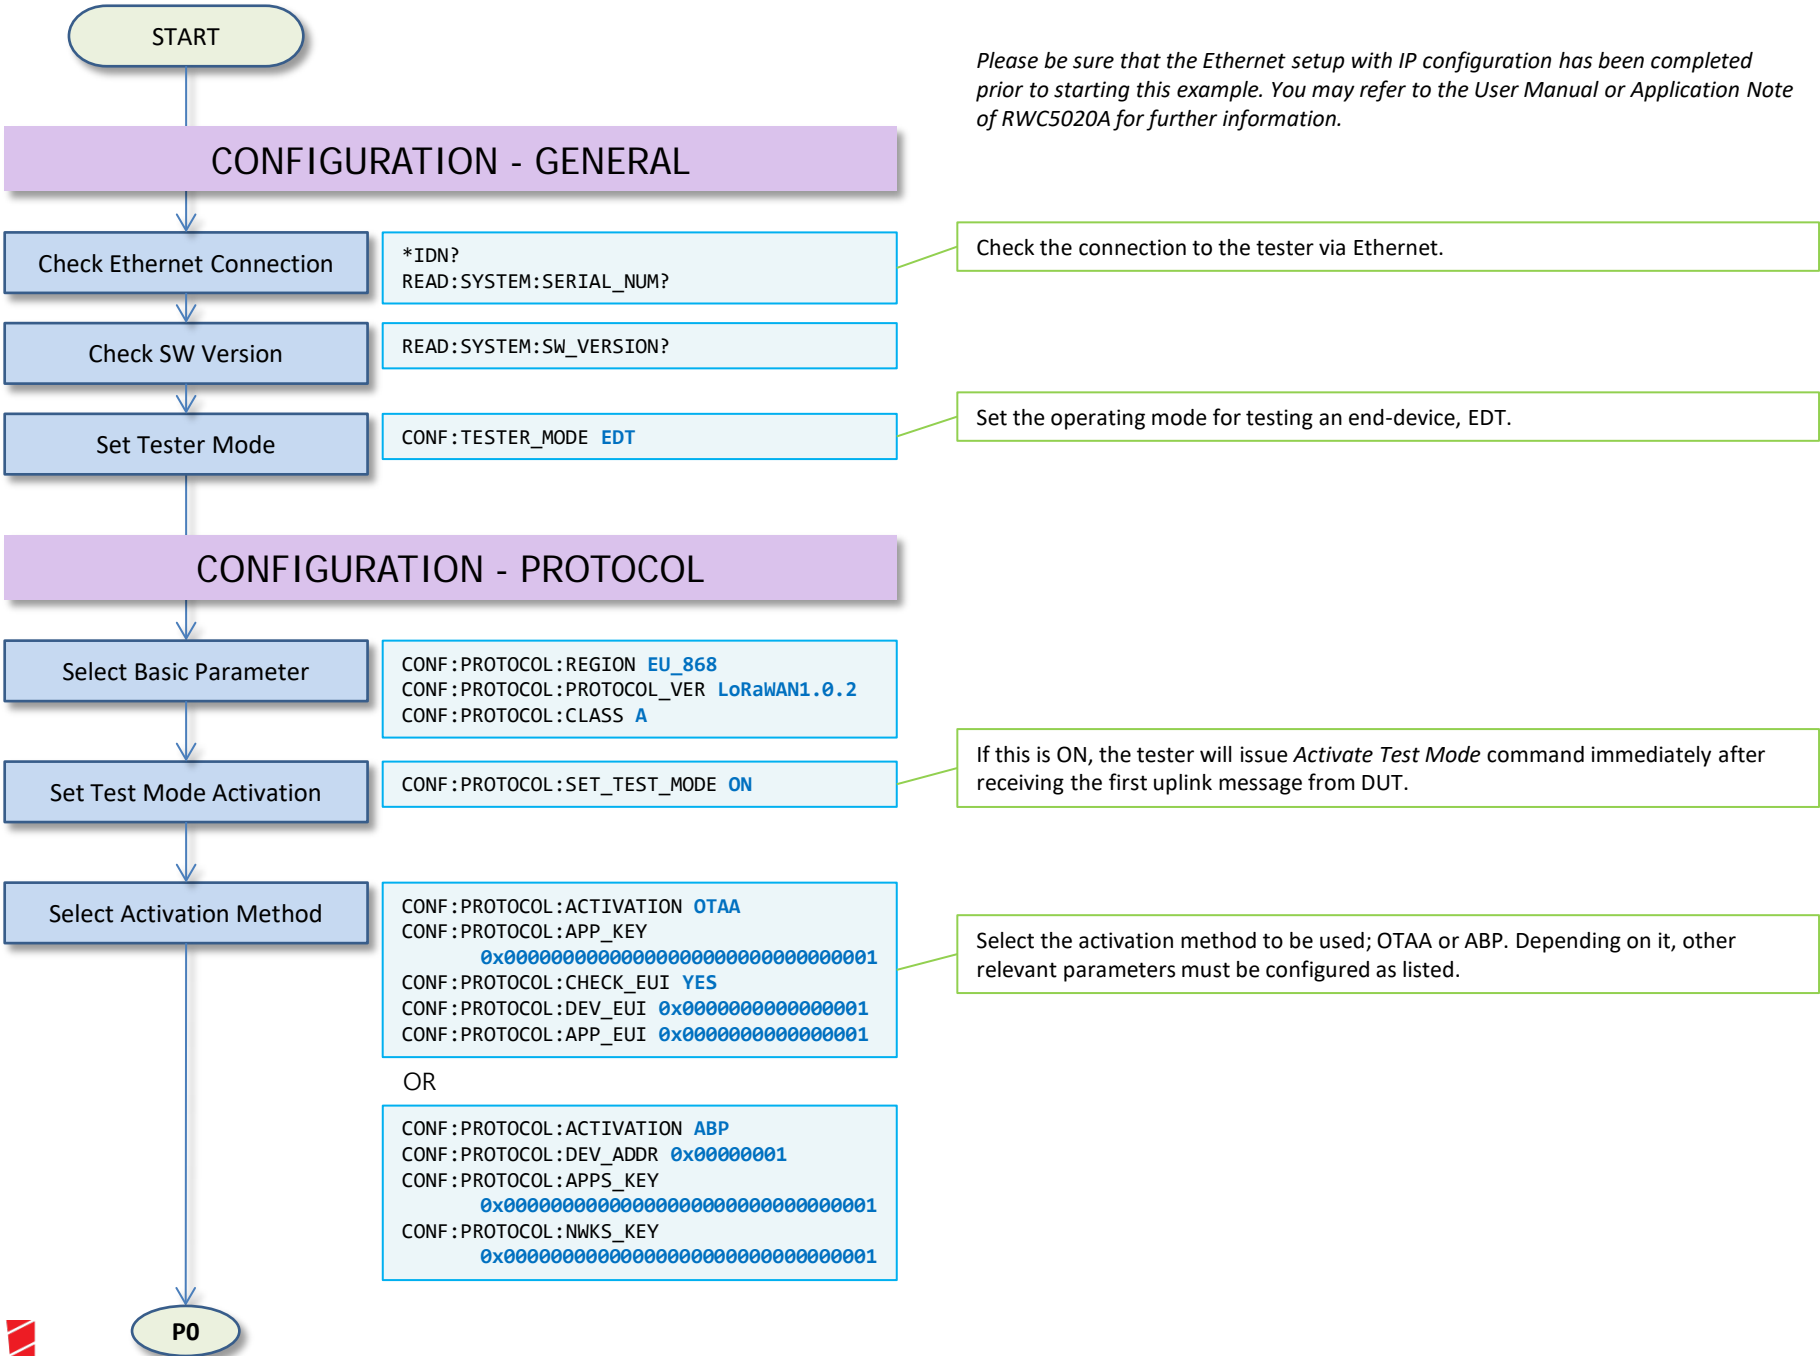 START
Please be sure that the Ethernet setup with IP configuration has been completed
prior to starting this example. You may refer to the User Manual or Application Note
of RWC5020A for further information.
CONFIGURATION - GENERAL
Check Ethernet Connection
*IDN?
READ:SYSTEM:SERIAL_NUM?
Check the connection to the tester via Ethernet.
Check SW Version
READ:SYSTEM:SW_VERSION?
Set Tester Mode
CONF:TESTER_MODE EDT
Set the operating mode for testing an end-device, EDT.
CONFIGURATION - PROTOCOL
Select Basic Parameter
CONF:PROTOCOL:REGION EU_868
CONF:PROTOCOL:PROTOCOL_VER LoRaWAN1.0.2
CONF:PROTOCOL:CLASS A
Set Test Mode Activation
CONF:PROTOCOL:SET_TEST_MODE ON
If this is ON, the tester will issue Activate Test Mode command immediately after
receiving the first uplink message from DUT.
Select Activation Method
CONF:PROTOCOL:ACTIVATION OTAA
CONF:PROTOCOL:APP_KEY
0x00000000000000000000000000000001
CONF:PROTOCOL:CHECK_EUI YES
CONF:PROTOCOL:DEV_EUI 0x0000000000000001
CONF:PROTOCOL:APP_EUI 0x0000000000000001
Select the activation method to be used; OTAA or ABP. Depending on it, other
relevant parameters must be configured as listed.
OR
CONF:PROTOCOL:ACTIVATION ABP
CONF:PROTOCOL:DEV_ADDR 0x00000001
CONF:PROTOCOL:APPS_KEY
0x00000000000000000000000000000001
CONF:PROTOCOL:NWKS_KEY
0x00000000000000000000000000000001
P0